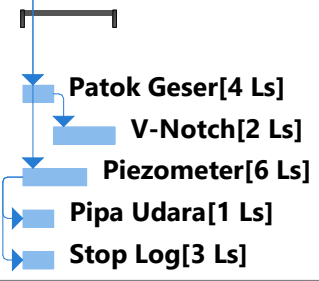 Patok Geser[4 Ls]
V-Notch[2 Ls]
Piezometer[6 Ls]
Pipa Udara[1 Ls]
Stop Log[3 Ls]